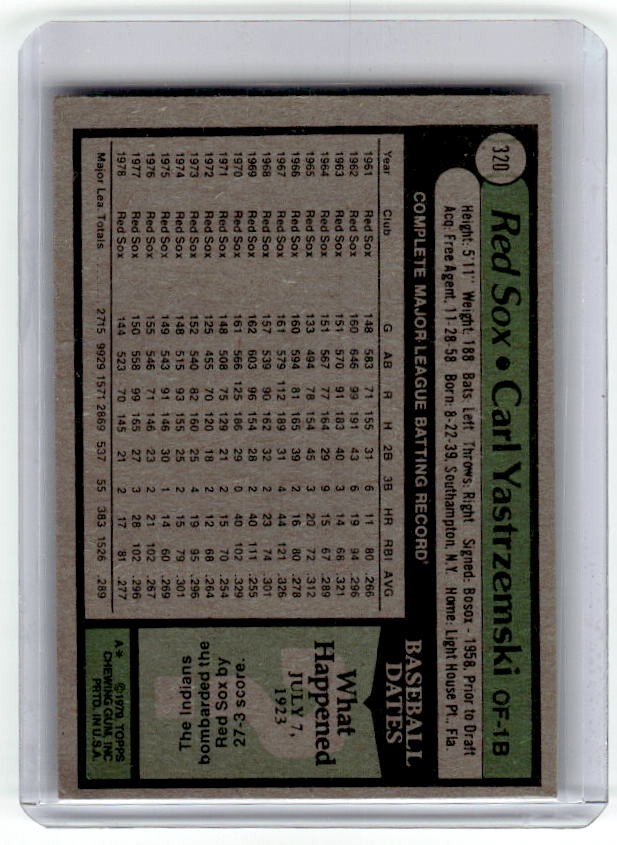 320
Red Sox • Carl Yastrzemski OF-1B
Height: 5'11" Weight: 188 Bats: Left Throws: Right Signed: Bosox - 1958, Prior to Draft
Acq: Free Agent, 11-28-58 Born: 8-22-39, Southampton, N.Y. Home: Light House Pt., Fla
COMPLETE MAJOR LEAGUE BATTING RECORD
Year Club G AB R H 2B 3B HR RBI AVG
1961 Red Sox 148 583 71 155 31 6 11 80 .266
1962 Red Sox 160 646 99 191 43 6 19 94 .296
1963 Red Sox 151 570 91 183 40 3 14 68 .321
1964 Red Sox 151 567 77 164 29 9 15 67 .289
1965 Red Sox 133 494 78 154 45 3 20 72 .312
1966 Red Sox 160 594 81 165 39 2 16 80 .278
1967 Red Sox 161 579 112 189 31 4 44 121 .326
1968 Red Sox 157 539 90 162 32 2 23 74 .301
1969 Red Sox 162 603 96 154 28 2 40 111 .255
1970 Red Sox 161 566 125 186 29 0 40 102 .329
1971 Red Sox 148 508 75 129 21 2 15 70 .254
1972 Red Sox 125 455 70 120 18 2 12 68 .264
1973 Red Sox 152 540 82 160 25 4 19 95 .296
1974 Red Sox 148 515 93 155 25 2 15 79 .301
1975 Red Sox 149 543 91 146 30 1 14 60 .269
1976 Red Sox 155 546 71 146 23 2 21 102 .267
1977 Red Sox 150 558 99 165 27 3 28 102 .296
1978 Red Sox 144 523 70 145 21 2 17 81 .277
Major Lea. Totals 2715 9929 1571 2869 537 55 383 1526 .289
BASEBALL
DATES
What
Happened
JULY 7,
1923
?
The Indians
bombarded the
Red Sox by
27-3 score.
A* ©1979 TOPPS
CHEWING GUM, INC
PRTD. IN U.S.A.